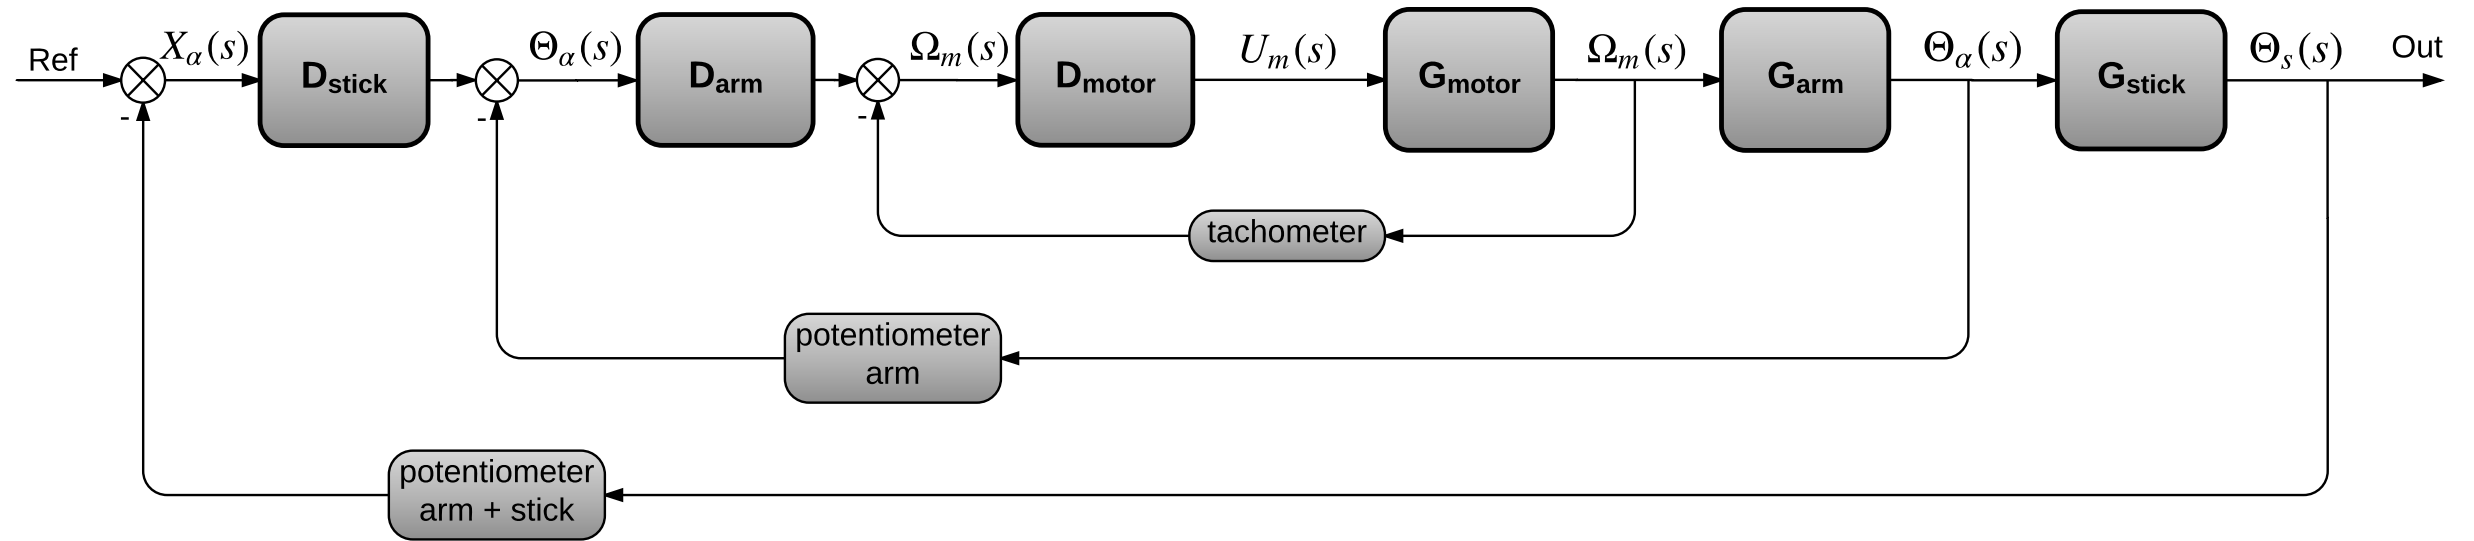 Ref
Xα(s)
Dstick
Θα(s)
Darm
Ωm(s)
Dmotor
Um(s)
Gmotor
Ωm(s)
Garm
Θα(s)
Gstick
Θs(s)
Out
-
-
-
tachometer
potentiometer
arm
potentiometer
arm + stick